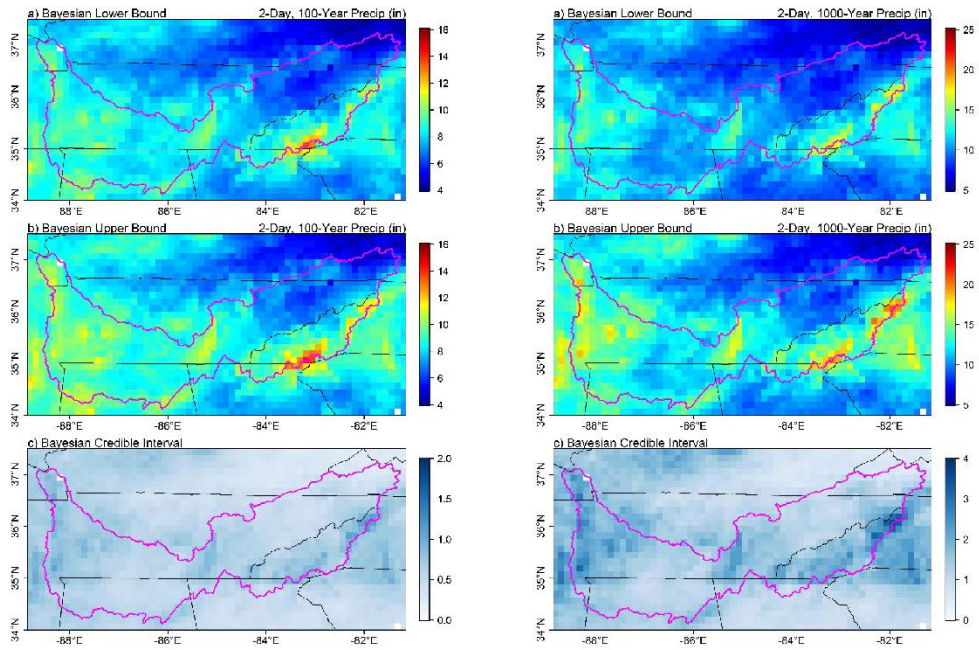 a) Bayesian Lower Bound 2-Day, 100-Year Precip (in)
37°N
36°N
35°N
34°N
-88°E -86°E -84°E -82°E
16
14
12
10
8
6
4
b) Bayesian Upper Bound 2-Day, 100-Year Precip (in)
37°N
36°N
35°N
34°N
-88°E -86°E -84°E -82°E
16
14
12
10
8
6
4
c) Bayesian Credible Interval
37°N
36°N
35°N
34°N
-88°E -86°E -84°E -82°E
2.0
1.5
1.0
0.5
0.0
a) Bayesian Lower Bound 2-Day, 1000-Year Precip (in)
37°N
36°N
35°N
34°N
-88°E -86°E -84°E -82°E
25
20
15
10
5
b) Bayesian Upper Bound 2-Day, 1000-Year Precip (in)
37°N
36°N
35°N
34°N
-88°E -86°E -84°E -82°E
25
20
15
10
5
c) Bayesian Credible Interval
37°N
36°N
35°N
34°N
-88°E -86°E -84°E -82°E
4
3
2
1
0